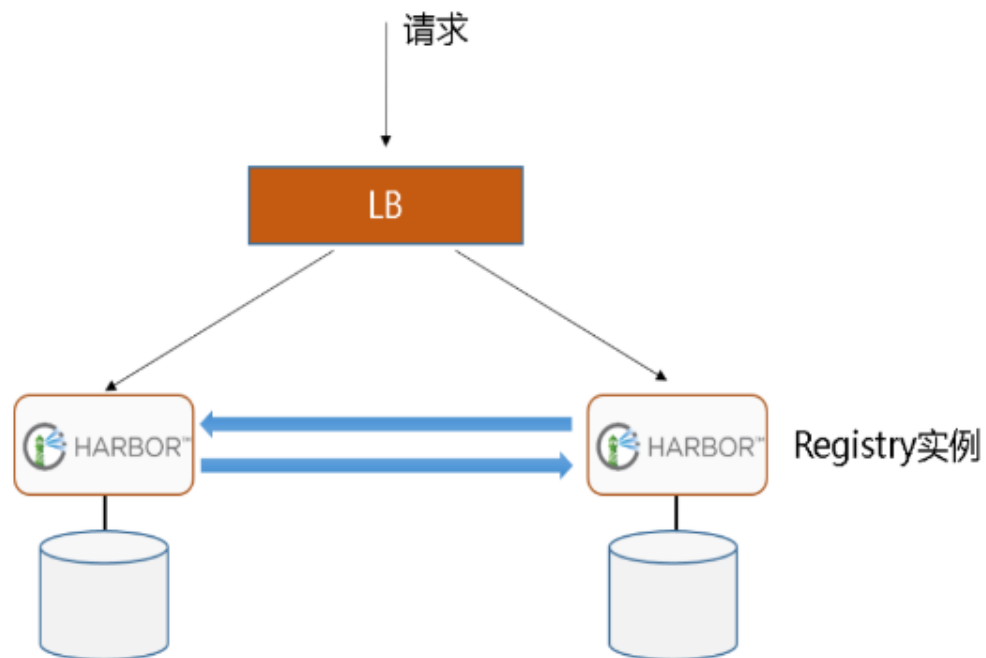 请求
LB
HARBOR™
HARBOR™
Registry实例